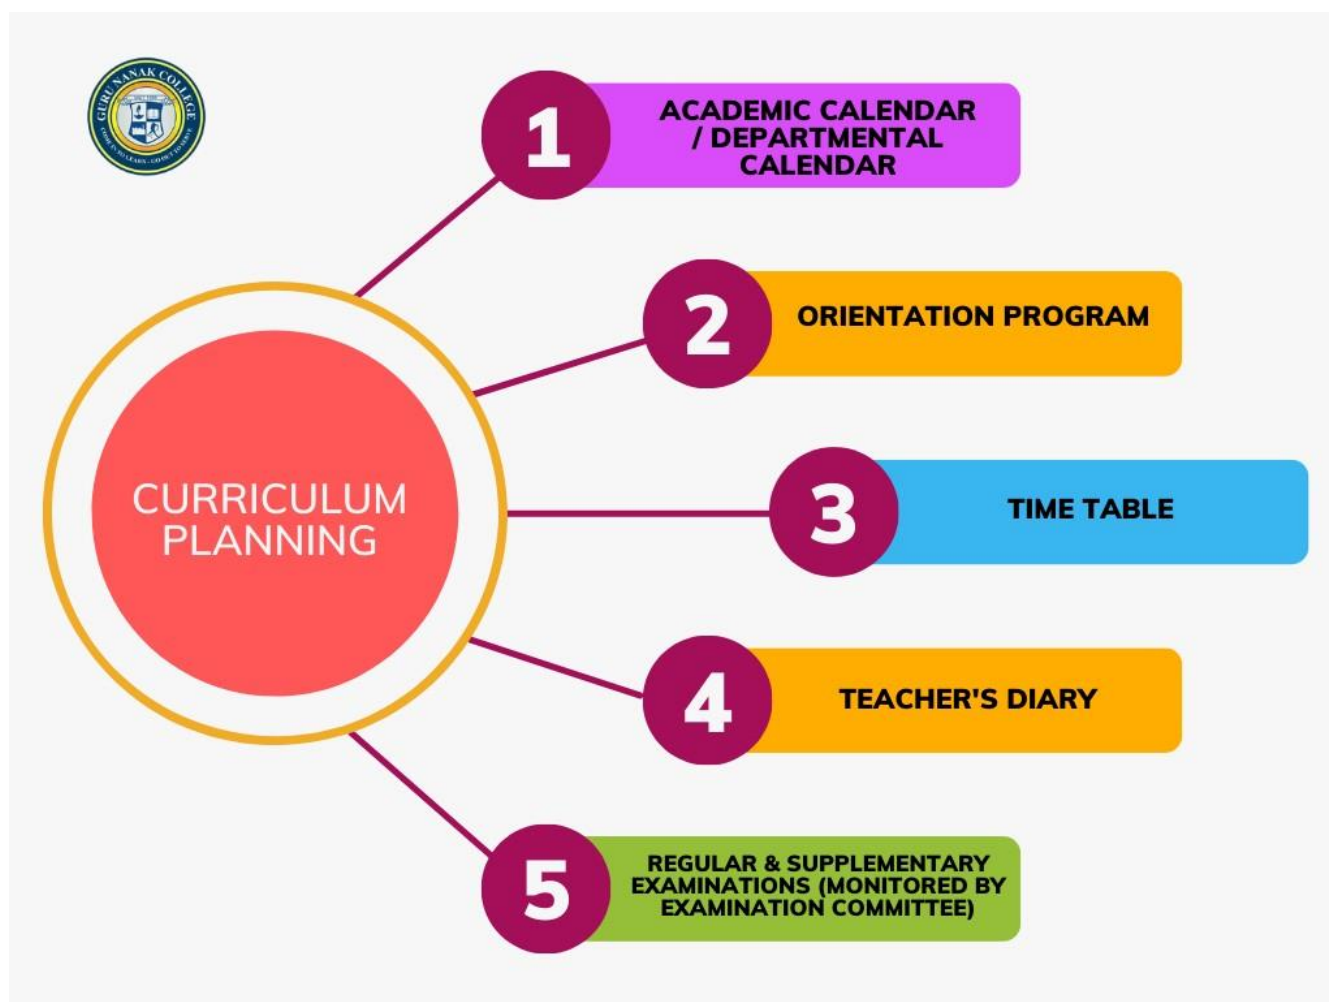 GURU NANAK COLLEGE
1
ACADEMIC CALENDAR
/ DEPARTMENTAL
CALENDAR
2
ORIENTATION PROGRAM
3
TIME TABLE
CURRICULUM
PLANNING
4
TEACHER'S DIARY
5
REGULAR & SUPPLEMENTARY
EXAMINATIONS (MONITORED BY
EXAMINATION COMMITTEE)